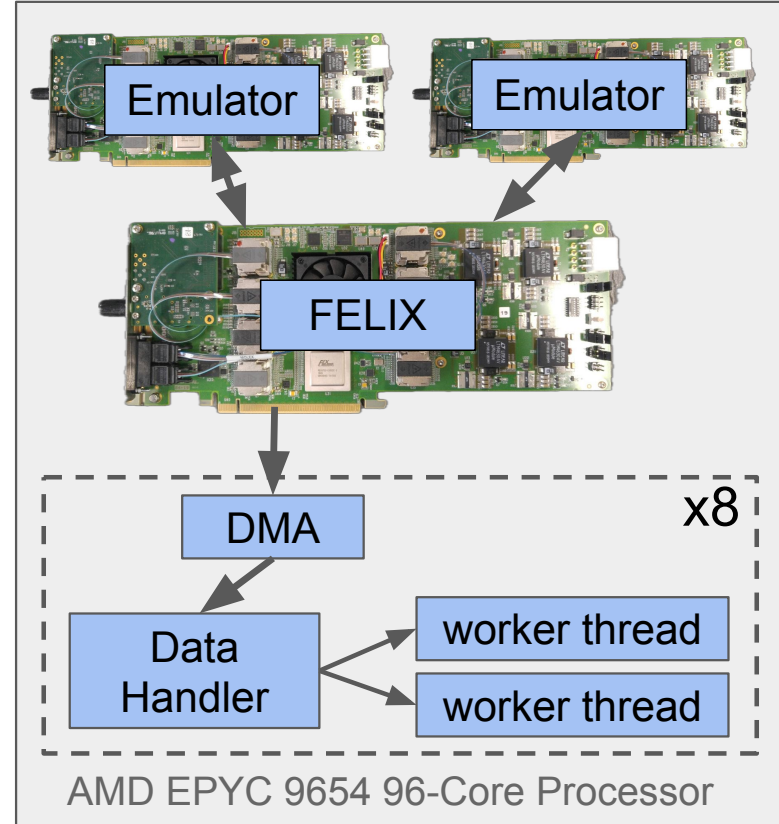 Emulator
Emulator
FELIX
x8
DMA
Data
Handler
worker thread
worker thread
AMD EPYC 9654 96-Core Processor